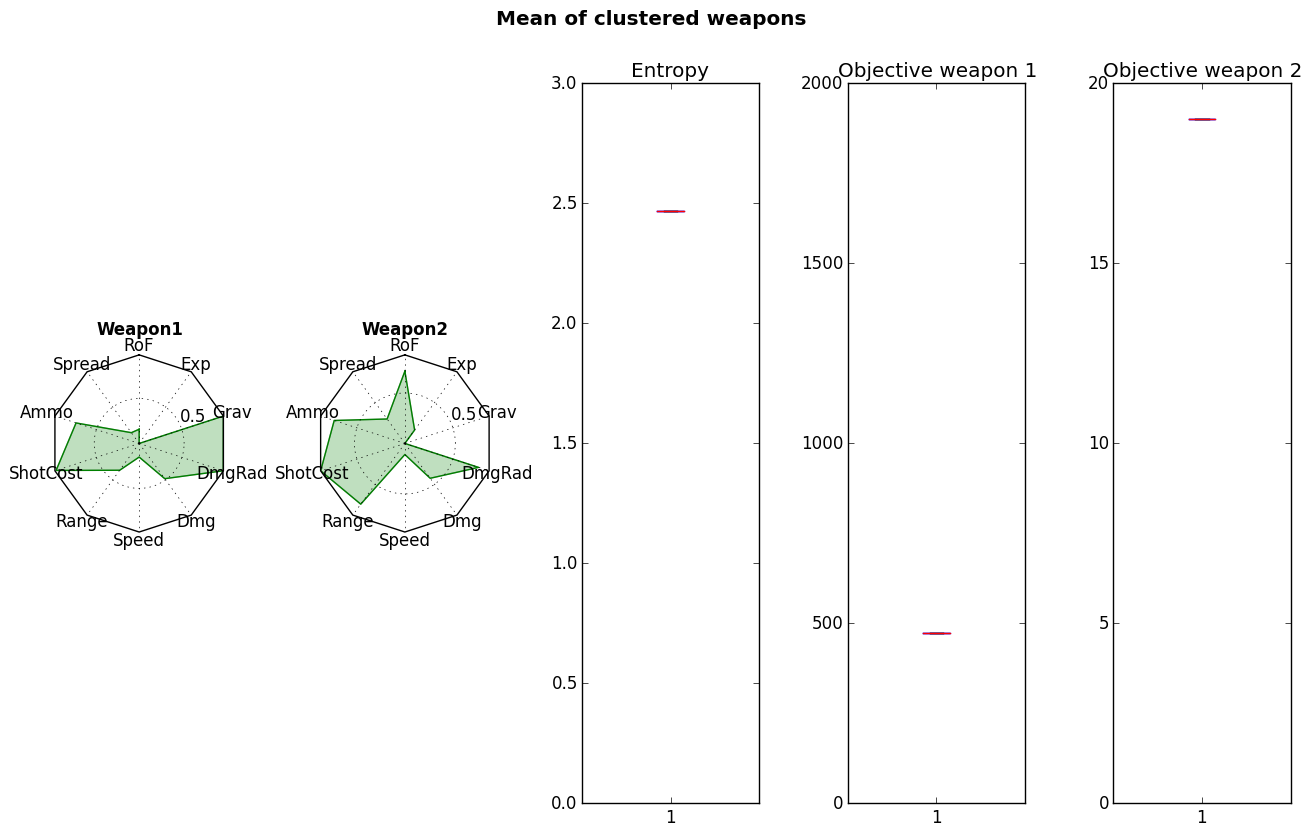 Mean of clustered weapons
Weapon1
RoF
Exp
Grav
DmgRad
Dmg
Speed
Range
ShotCost
Ammo
Spread
0.5
Weapon2
RoF
Exp
Grav
DmgRad
Dmg
Speed
Range
ShotCost
Ammo
Spread
0.5
Entropy
3.0
2.5
2.0
1.5
1.0
0.5
0.0
1
Objective weapon 1
2000
1500
1000
500
0
1
Objective weapon 2
20
15
10
5
0
1